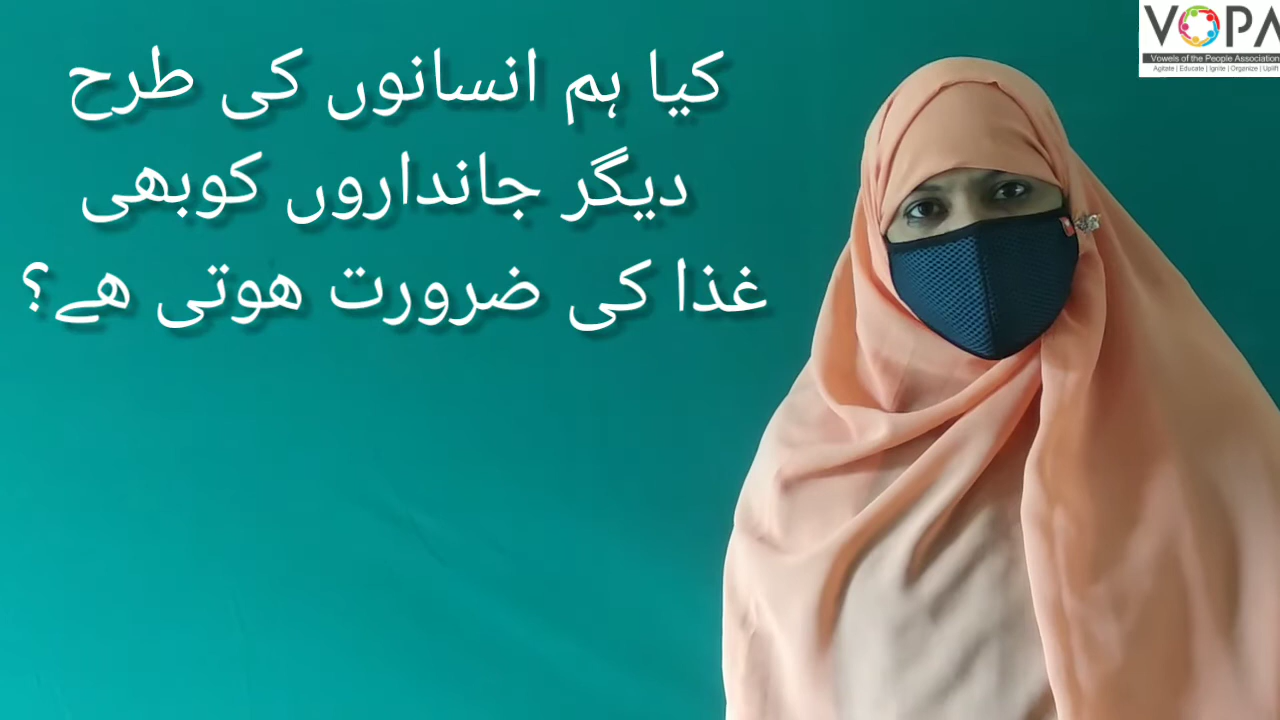 کیا ہم انسانوں کی طرح
دیگر جانداروں کوبھی
غذا کی ضرورت ھوتی ھے؟
VOPA
Vowels of the People Association
Agitate | Educate | Ignite | Organize | Uplift